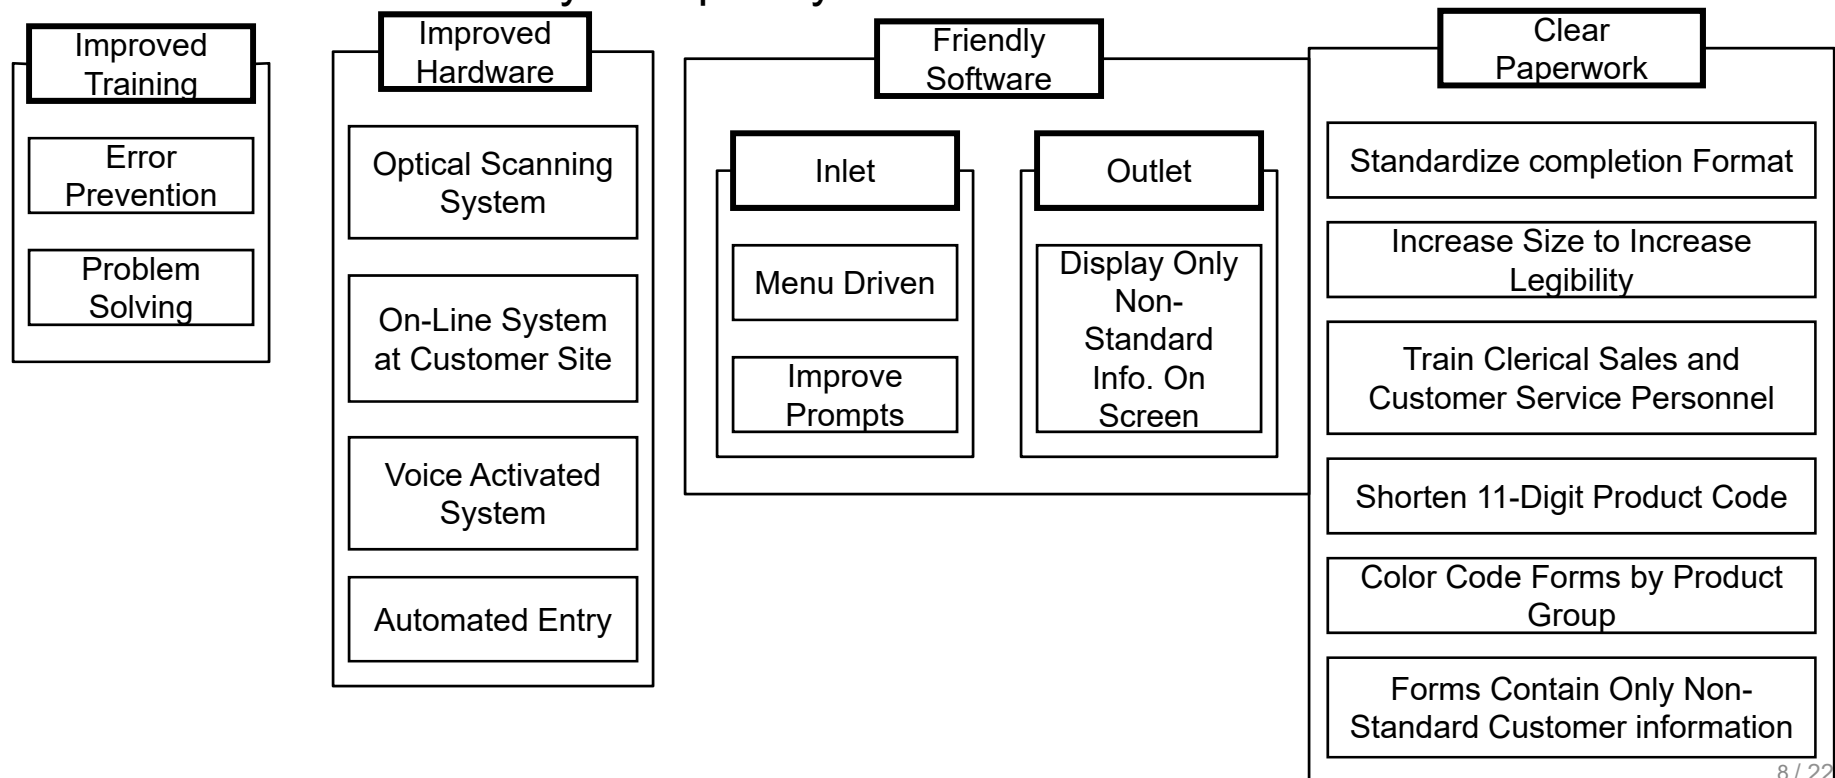 Improved
Training
Error
Prevention
Problem
Solving
Improved
Hardware
Optical Scanning
System
On-Line System
at Customer Site
Voice Activated
System
Automated Entry
Friendly
Software
Inlet
Menu Driven
Improve
Prompts
Outlet
Display Only
Non-
Standard
Info. On
Screen
Clear
Paperwork
Standardize completion Format
Increase Size to Increase
Legibility
Train Clerical Sales and
Customer Service Personnel
Shorten 11-Digit Product Code
Color Code Forms by Product
Group
Forms Contain Only Non-
Standard Customer information
8 / 22